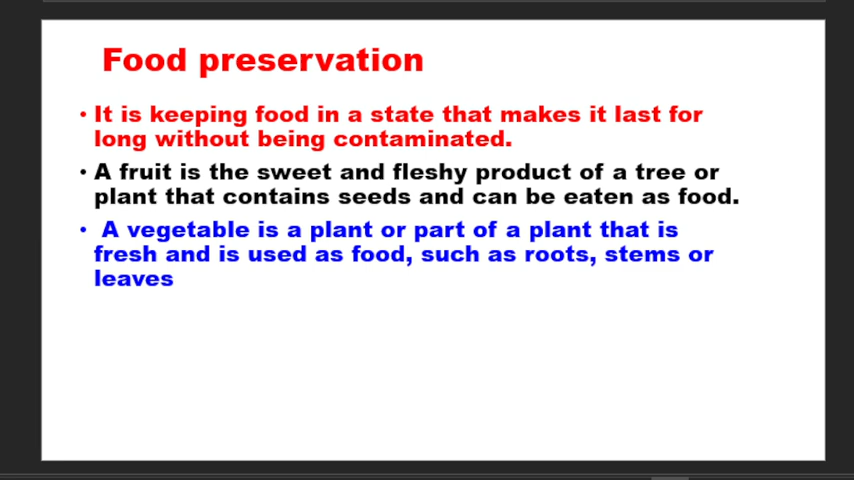 Food preservation
• It is keeping food in a state that makes it last for
long without being contaminated.
• A fruit is the sweet and fleshy product of a tree or
plant that contains seeds and can be eaten as food.
• A vegetable is a plant or part of a plant that is
fresh and is used as food, such as roots, stems or
leaves